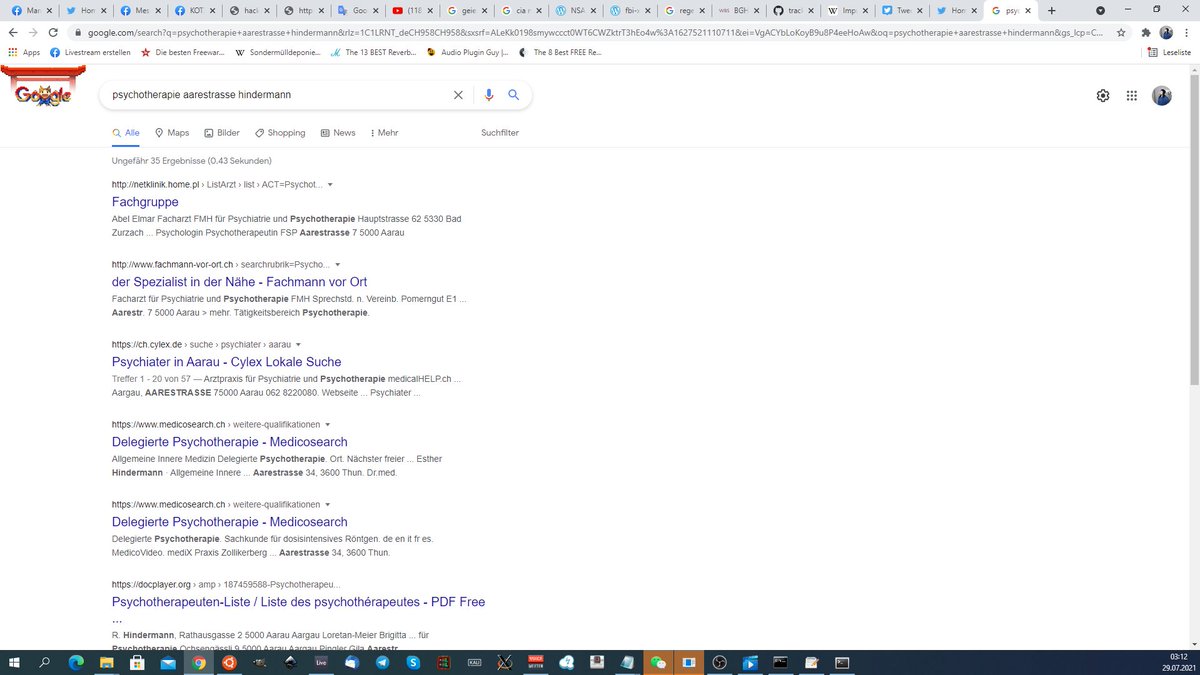 Mar
Hor
Mes
KOT
hack
http
Goo
(118
geie
cia n
NSA
fbi-x
rege
BGH
track
Imp
Twe
Hor
psy
google.com/search?q=psychotherapie+aarestrasse+hindermann&rlz=1C1LRNT_deCH958CH958&sxsrf=ALeKk0198smywccct0WT6CWZktrT3hEo4w%3A1627521110711&ei=VgACYbLoKoyB9u8P4eeHoAw&oq=psychotherapie+aarestrasse+hindermann&gs_lcp=C...
Apps
Livestream erstellen
Die besten Freewar...
Sondermülldeponie...
The 13 BEST Reverb...
Audio Plugin Guy |...
The 8 Best FREE Re...
Leseliste
Google
psychotherapie aarestrasse hindermann
Alle
Maps
Bilder
Shopping
News
Mehr
Suchfilter
Ungefähr 35 Ergebnisse (0.43 Sekunden)
http://netklinik.home.pl › ListArzt › list › ACT=Psychot...
Fachgruppe
Abel Elmar Facharzt FMH für Psychiatrie und Psychotherapie Hauptstrasse 62 5330 Bad
Zurzach ... Psychologin Psychotherapeutin FSP Aarestrasse 7 5000 Aarau
http://www.fachmann-vor-ort.ch › searchrubrik=Psycho...
der Spezialist in der Nähe - Fachmann vor Ort
Facharzt für Psychiatrie und Psychotherapie FMH Sprechstd. n. Vereinb. Pomerngut E1 ...
Aarestr. 7 5000 Aarau > mehr. Tätigkeitsbereich Psychotherapie.
https://ch.cylex.de › suche › psychiater › aarau
Psychiater in Aarau - Cylex Lokale Suche
Treffer 1 - 20 von 57 — Arztpraxis für Psychiatrie und Psychotherapie medicalHELP.ch ...
Aargau, AARESTRASSE 75000 Aarau 062 8220080. Webseite ... Psychiater ...
https://www.medicosearch.ch › weitere-qualifikationen
Delegierte Psychotherapie - Medicosearch
Allgemeine Innere Medizin Delegierte Psychotherapie. Ort. Nächster freier ... Esther
Hindermann · Allgemeine Innere ... Aarestrasse 34, 3600 Thun. Dr.med.
https://www.medicosearch.ch › weitere-qualifikationen
Delegierte Psychotherapie - Medicosearch
Delegierte Psychotherapie. Sachkunde für dosisintensives Röntgen. de en it fr es.
MedicoVideo. mediX Praxis Zollikerberg ... Aarestrasse 34, 3600 Thun.
https://docplayer.org › amp › 187459588-Psychotherapeu...
Psychotherapeuten-Liste / Liste des psychothérapeutes - PDF Free
...
R. Hindermann, Rathausgasse 2 5000 Aarau Aargau Loretan-Meier Brigitta ... für
Psychotherapie Ochsengässli 9 5000 Aarau Aargau Pingler Gila Aarestr.
Live
KALI
03:12
29.07.2021